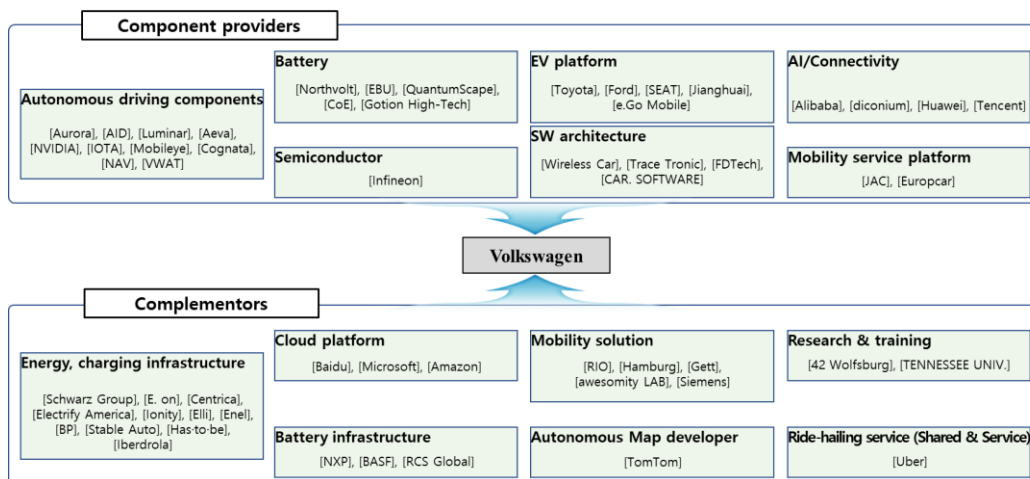 Component providers
Autonomous driving components
[Aurora], [AID], [Luminar], [Aeva],
[NVIDIA], [IOTA], [Mobileye], [Cognata],
[NAV], [VWAT]
Battery
[Northvolt], [EBU], [QuantumScape],
[CoE], [Gotion High-Tech]
Semiconductor
[Infineon]
EV platform
[Toyota], [Ford], [SEAT], [Jianghuai],
[e.Go Mobile]
SW architecture
[Wireless Car], [Trace Tronic], [FDTech],
[CAR. SOFTWARE]
AI/Connectivity
[Alibaba], [diconium], [Huawei], [Tencent]
Mobility service platform
[JAC], [Europcar]
Volkswagen
Complementors
Energy, charging infrastructure
[Schwarz Group], [E. on], [Centrica],
[Electrify America], [Ionity], [Elli], [Enel],
[BP], [Stable Auto], [Has·to·be],
[Iberdrola]
Cloud platform
[Baidu], [Microsoft], [Amazon]
Battery infrastructure
[NXP], [BASF], [RCS Global]
Mobility solution
[RIO], [Hamburg], [Gett],
[awesomity LAB], [Siemens]
Autonomous Map developer
[TomTom]
Research & training
[42 Wolfsburg], [TENNESSEE UNIV.]
Ride-hailing service (Shared & Service)
[Uber]